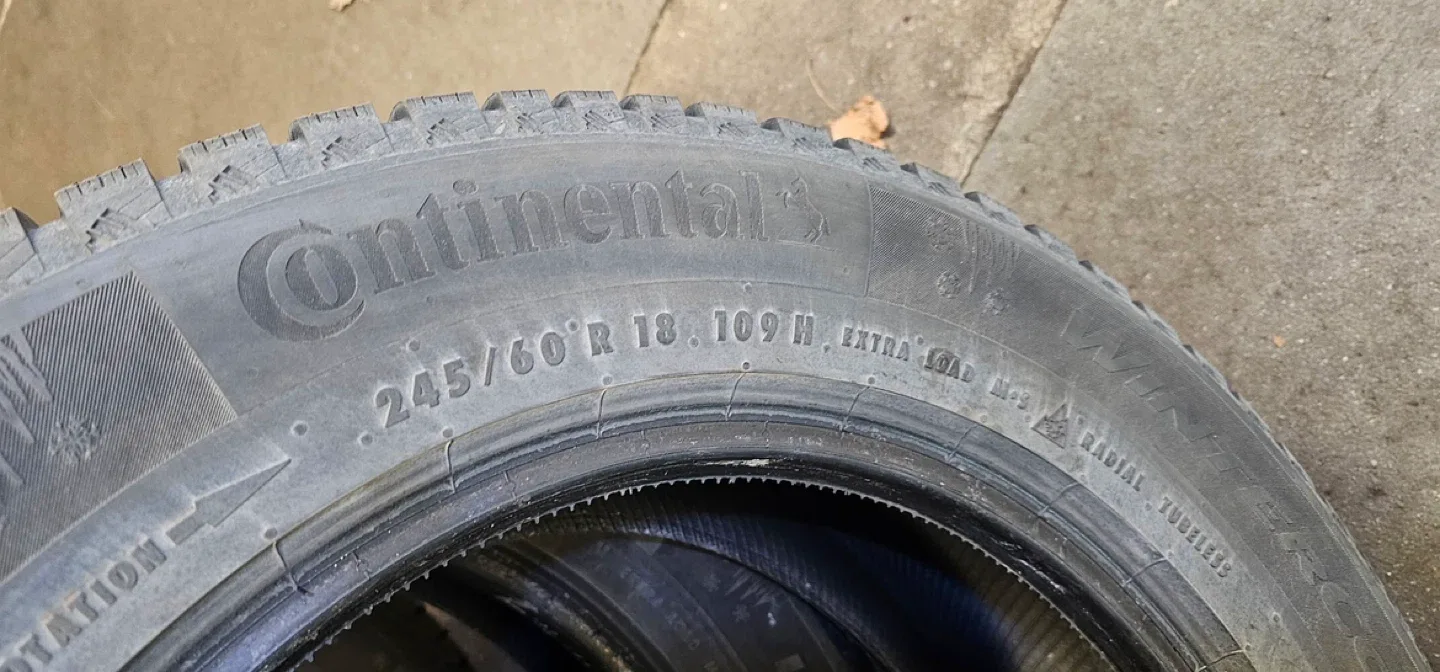 Continental
245/60 R 18 109 H EXTRA LOAD M+S RADIAL TUBELESS
ROTATION